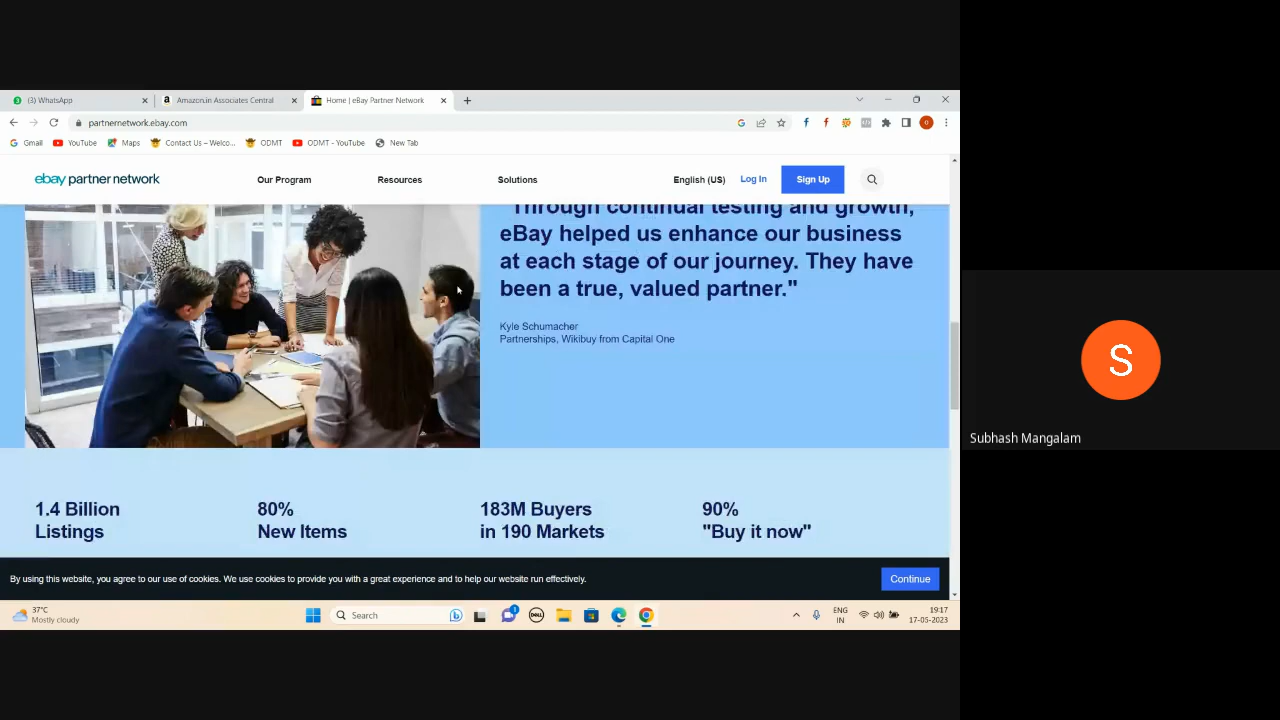 (3) WhatsApp
Amazon.in Associates Central
Home | eBay Partner Network
partnernetwork.ebay.com
Gmail
YouTube
Maps
Contact Us – Welco...
ODMT
ODMT - YouTube
New Tab
ebay partner network
Our Program
Resources
Solutions
English (US)
Log In
Sign Up
"Through continual testing and growth,
eBay helped us enhance our business
at each stage of our journey. They have
been a true, valued partner."
Kyle Schumacher
Partnerships, Wikibuy from Capital One
1.4 Billion
Listings
80%
New Items
183M Buyers
in 190 Markets
90%
"Buy it now"
By using this website, you agree to our use of cookies. We use cookies to provide you with a great experience and to help our website run effectively.
Continue
37°C
Mostly cloudy
Search
1
DELL
ENG
IN
19:17
17-05-2023
S
Subhash Mangalam